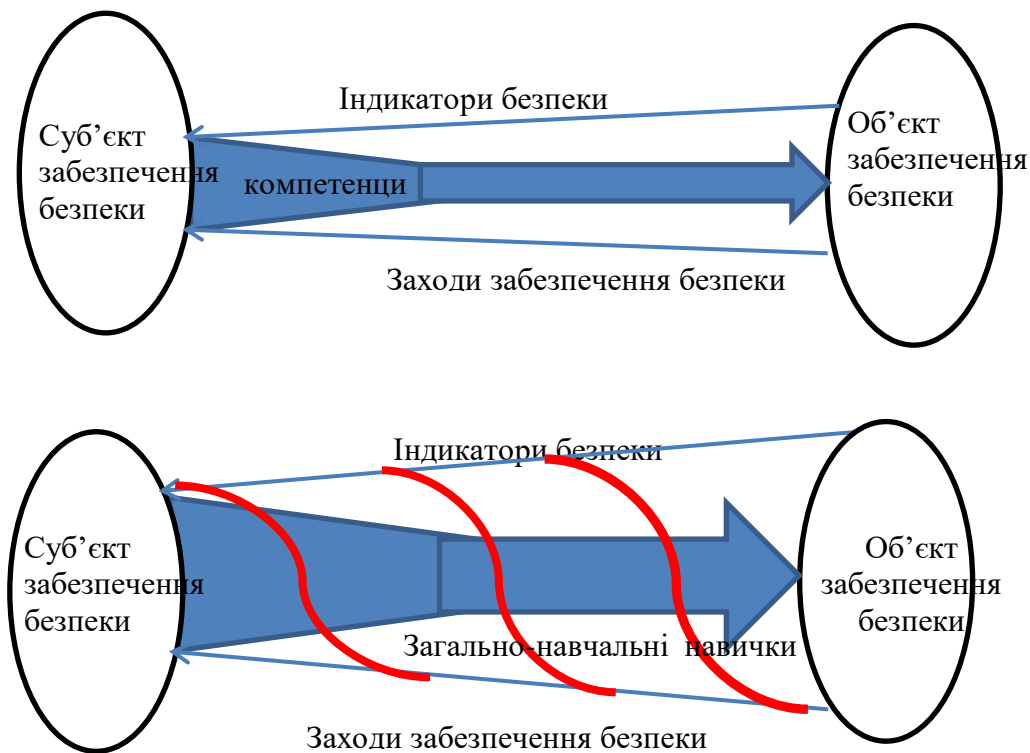 Індикатори безпеки
Суб’єкт
забезпечення
безпеки
Об’єкт
забезпечення
безпеки
компетенци
Заходи забезпечення безпеки
Індикатори безпеки
Суб’єкт
забезпечення
безпеки
Об’єкт
забезпечення
безпеки
Загально-навчальні навички
Заходи забезпечення безпеки